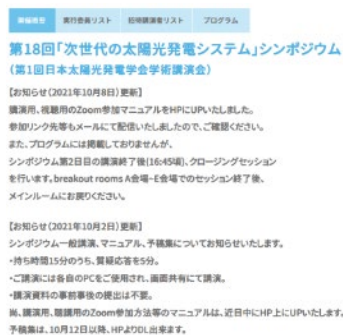 開催概要 実行委員リスト 招待講演者リスト プログラム
第18回「次世代の太陽光発電システム」シンポジウム
(第1回日本太陽光発電学会学術講演会)
【お知らせ(2021年10月8日)更新】
講演用、視聴用のZoom参加マニュアルをHPにUPいたしました。
参加リンク先等もメールにて配信いたしましたので、ご確認ください。
また、プログラムには掲載しておりませんが、
シンポジウム第2日目の講演終了後(16:45頃)、クロージングセッション
を行います。breakout rooms A会場~E会場でのセッション終了後、
メインルームにお戻りください。
【お知らせ(2021年10月2日)更新】
シンポジウム一般講演、マニュアル、予稿集についてお知らせいたします。
・持ち時間15分のうち、質疑応答を5分。
・ご講演には各自のPCをご使用され、画面共有にて講演。
・講演資料の事前事後の提出は不要。
尚、講演用、聴講用のZoom参加方法等のマニュアルは、近日中にHP上にUPいたします。
予稿集は、10月12日以降、HPよりDL出来ます。